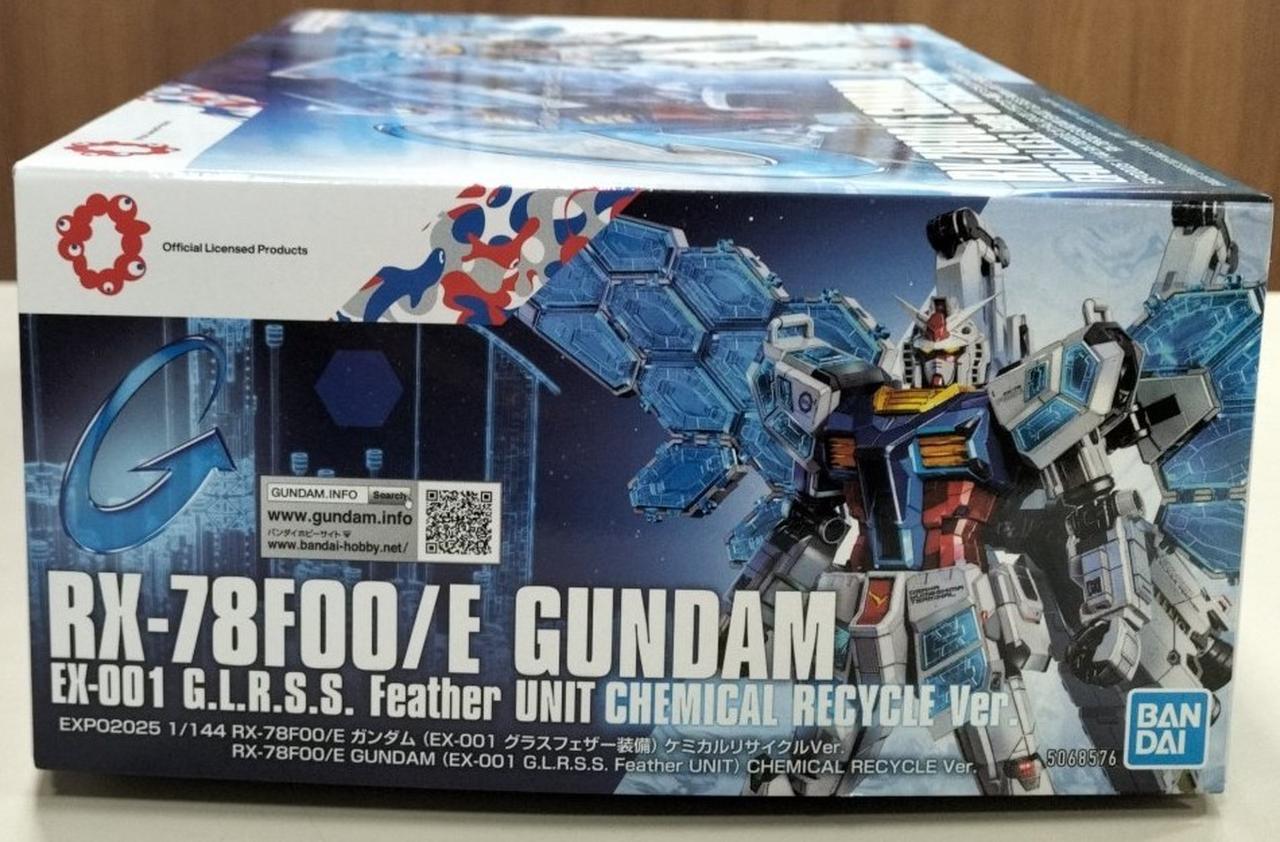 Official Licensed Products
GUNDAM.INFO Search
www.gundam.info
バンダイホビーサイト
www.bandai-hobby.net/
RX-78F00/E GUNDAM
EX-001 G.L.R.S.S. Feather UNIT CHEMICAL RECYCLE Ver.
EXPO2025 1/144 RX-78F00/E ガンダム (EX-001 グラスフェザー装備) ケミカルリサイクルVer.
RX-78F00/E GUNDAM (EX-001 G.L.R.S.S. Feather UNIT) CHEMICAL RECYCLE Ver.
5068576
BAN
DAI